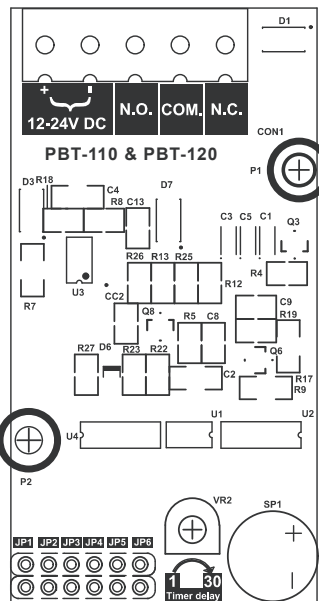 D1
+ -
12-24V DC N.O. COM. N.C.
CON1
PBT-110 & PBT-120
P1
D3 R18 C4 D7
R8 C13 C3 C5 C1 Q3
R26 R13 R25 R4
R7 U3 R12
CC2 Q8 C9
R5 C8 R19
R27 D6 R23 R22 Q6
C2 R17
R9
U4 U1 U2
P2
VR2 SP1
+
JP1 JP2 JP3 JP4 JP5 JP6 1 30
Timer delay -